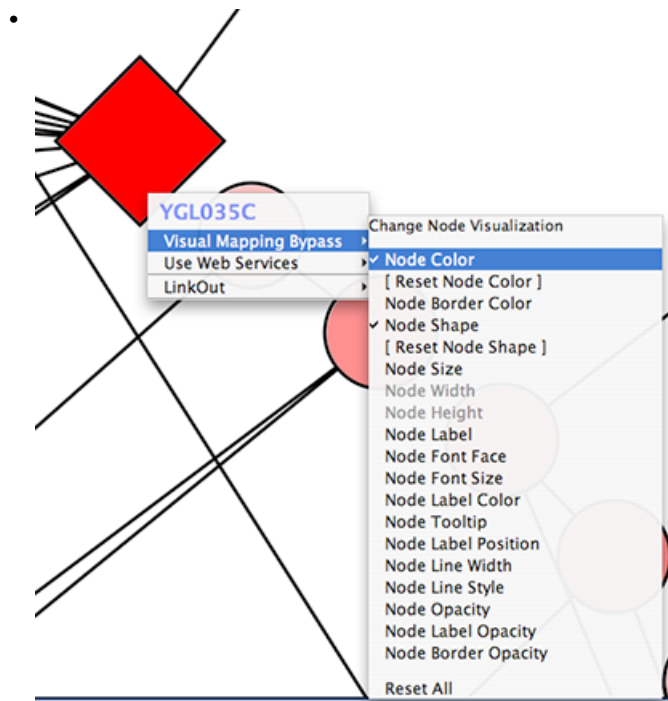 YGL035C
Visual Mapping Bypass
Use Web Services
LinkOut
Change Node Visualization
Node Color
[ Reset Node Color ]
Node Border Color
Node Shape
[ Reset Node Shape ]
Node Size
Node Width
Node Height
Node Label
Node Font Face
Node Font Size
Node Label Color
Node Tooltip
Node Label Position
Node Line Width
Node Line Style
Node Opacity
Node Label Opacity
Node Border Opacity
Reset All